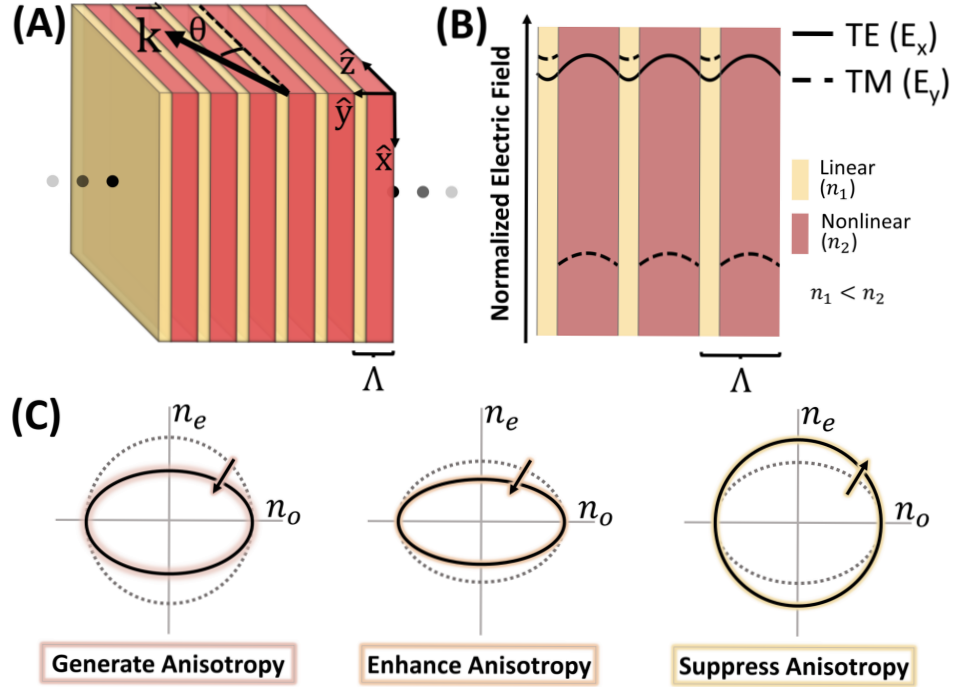 (A)
k⃗
θ
ẑ
ŷ
x̂
Λ
(B)
Normalized Electric Field
TE (Eₓ)
TM (E_y)
Linear
(n₁)
Nonlinear
(n₂)
n₁ < n₂
Λ
(C)
nₑ
nₒ
Generate Anisotropy
nₑ
nₒ
Enhance Anisotropy
nₑ
nₒ
Suppress Anisotropy